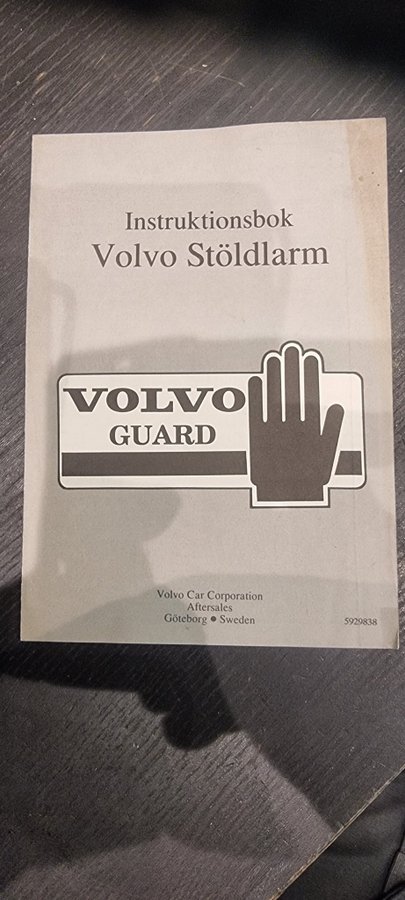 Instruktionsbok
Volvo Stöldlarm
VOLVO
GUARD
Volvo Car Corporation
Aftersales
Göteborg ● Sweden
5929838